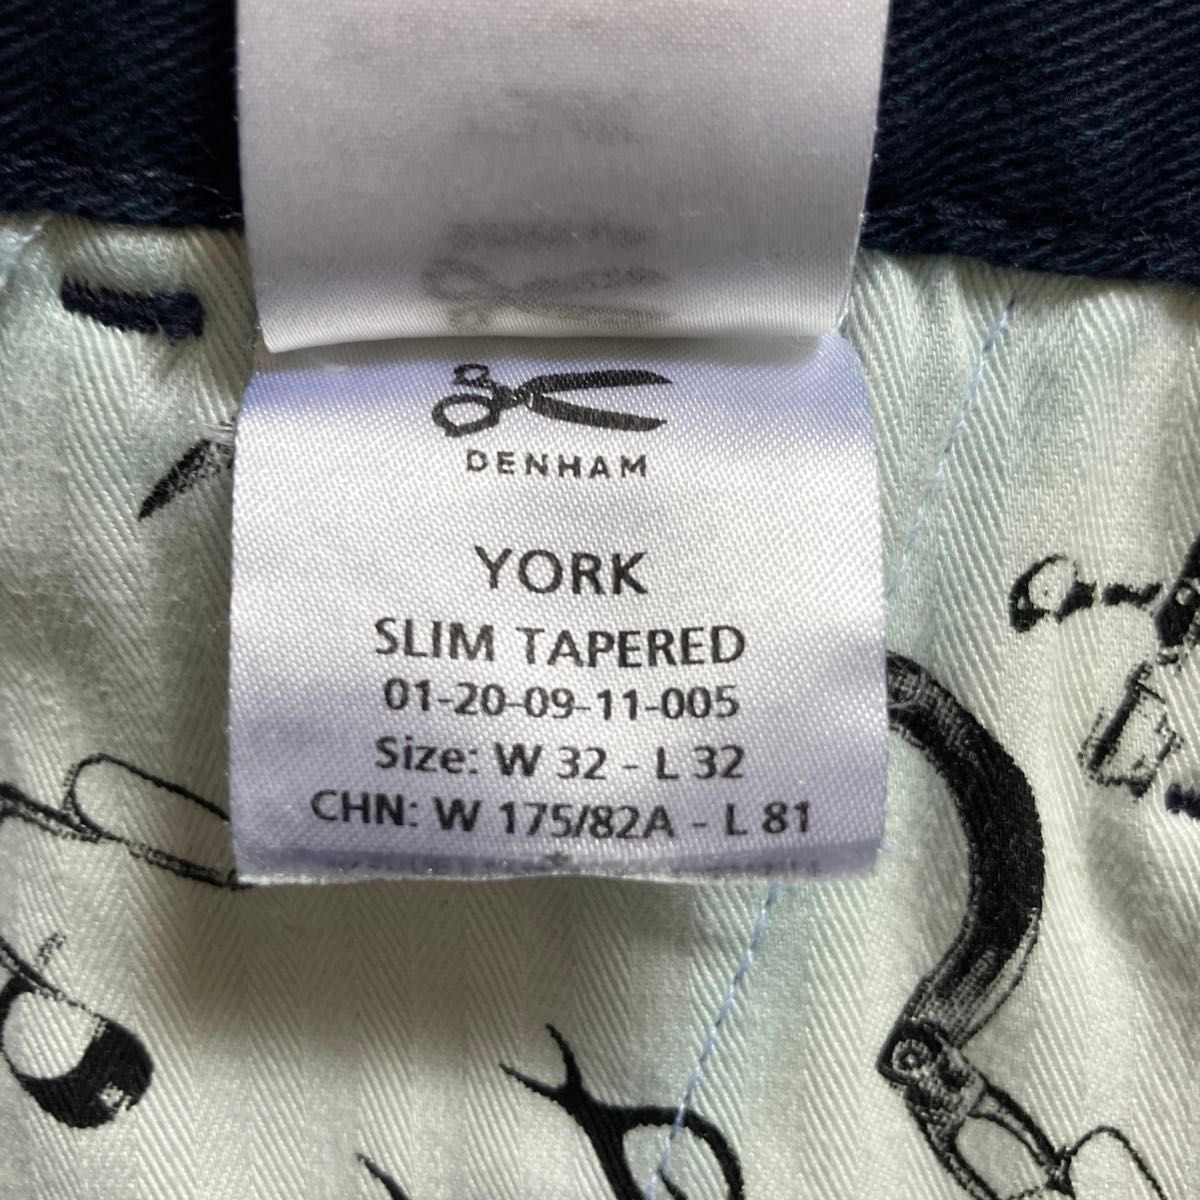 DENHAM
YORK
SLIM TAPERED
01-20-09-11-005
Size: W 32 - L 32
CHN: W 175/82A - L 81